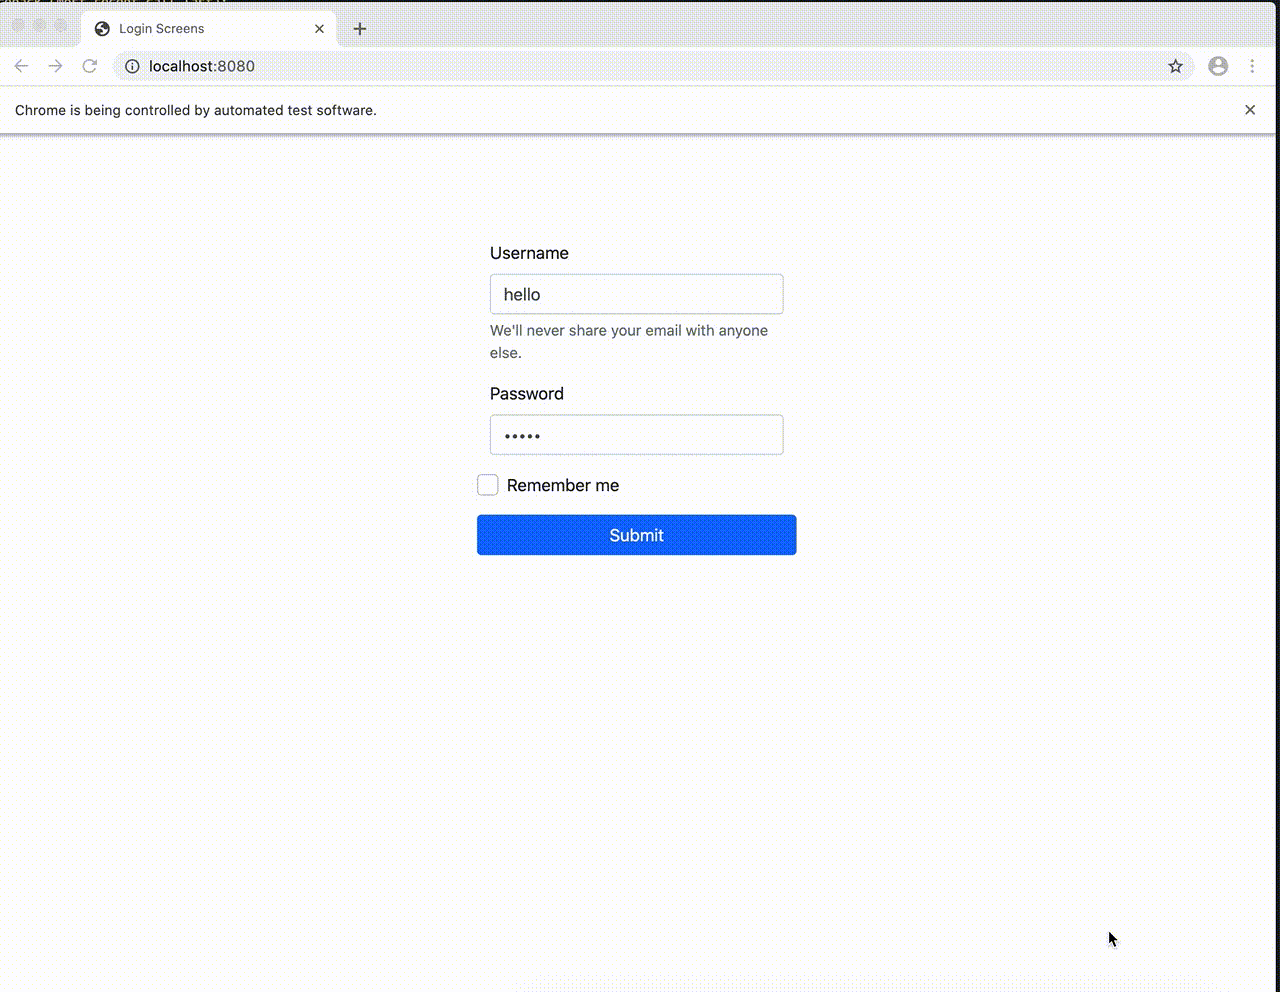 Login Screens
localhost:8080
Chrome is being controlled by automated test software.
Username
hello
We'll never share your email with anyone
else.
Password
•••••
Remember me
Submit